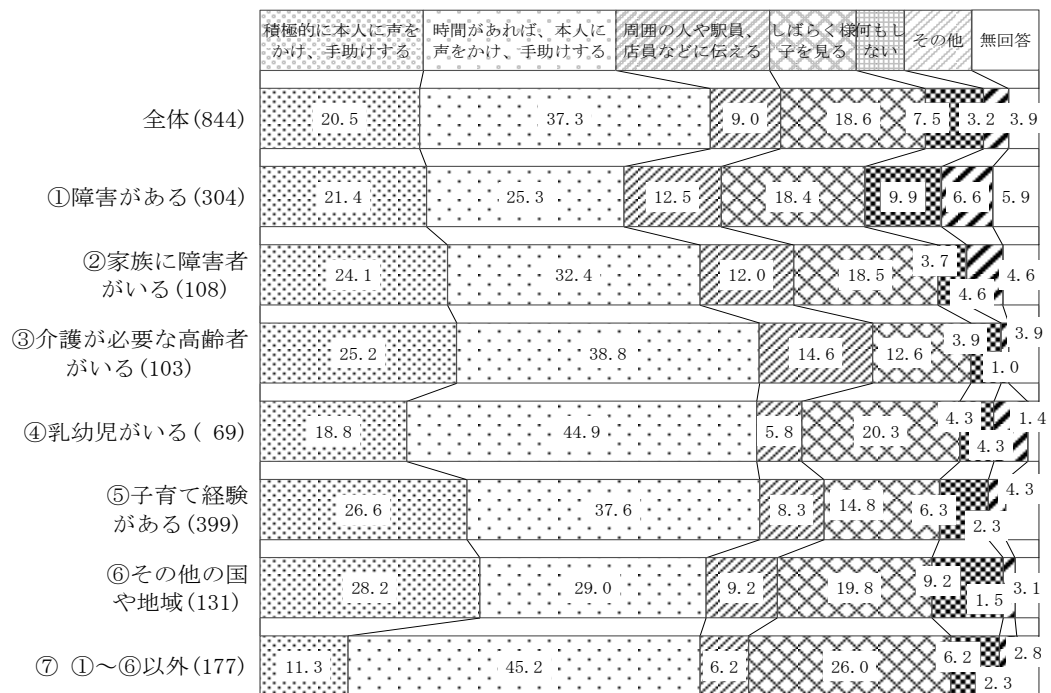 積極的に本人に声を
かけ、手助けする
時間があれば、本人に
声をかけ、手助けする
周囲の人や駅員、
店員などに伝える
しばらく様
子を見る
何もし
ない
その他
無回答
全体(844)
20.5 37.3 9.0 18.6 7.5 3.2 3.9
①障害がある(304)
21.4 25.3 12.5 18.4 9.9 6.6 5.9
②家族に障害者
がいる(108)
24.1 32.4 12.0 18.5 3.7 4.6 4.6
③介護が必要な高齢者
がいる(103)
25.2 38.8 14.6 12.6 3.9 1.0 3.9
④乳幼児がいる( 69)
18.8 44.9 5.8 20.3 4.3 4.3 1.4
⑤子育て経験
がある(399)
26.6 37.6 8.3 14.8 6.3 2.3 4.3
⑥その他の国
や地域(131)
28.2 29.0 9.2 19.8 9.2 1.5 3.1
⑦ ①～⑥以外(177)
11.3 45.2 6.2 26.0 6.2 2.3 2.8